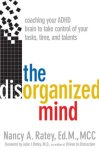 coaching your ADHD
brain to take control of your
tasks, time, and talents
the
disorganized
mind
Nancy A. Ratey, Ed.M., MCC
Foreword by John J. Ratey, M.D.,